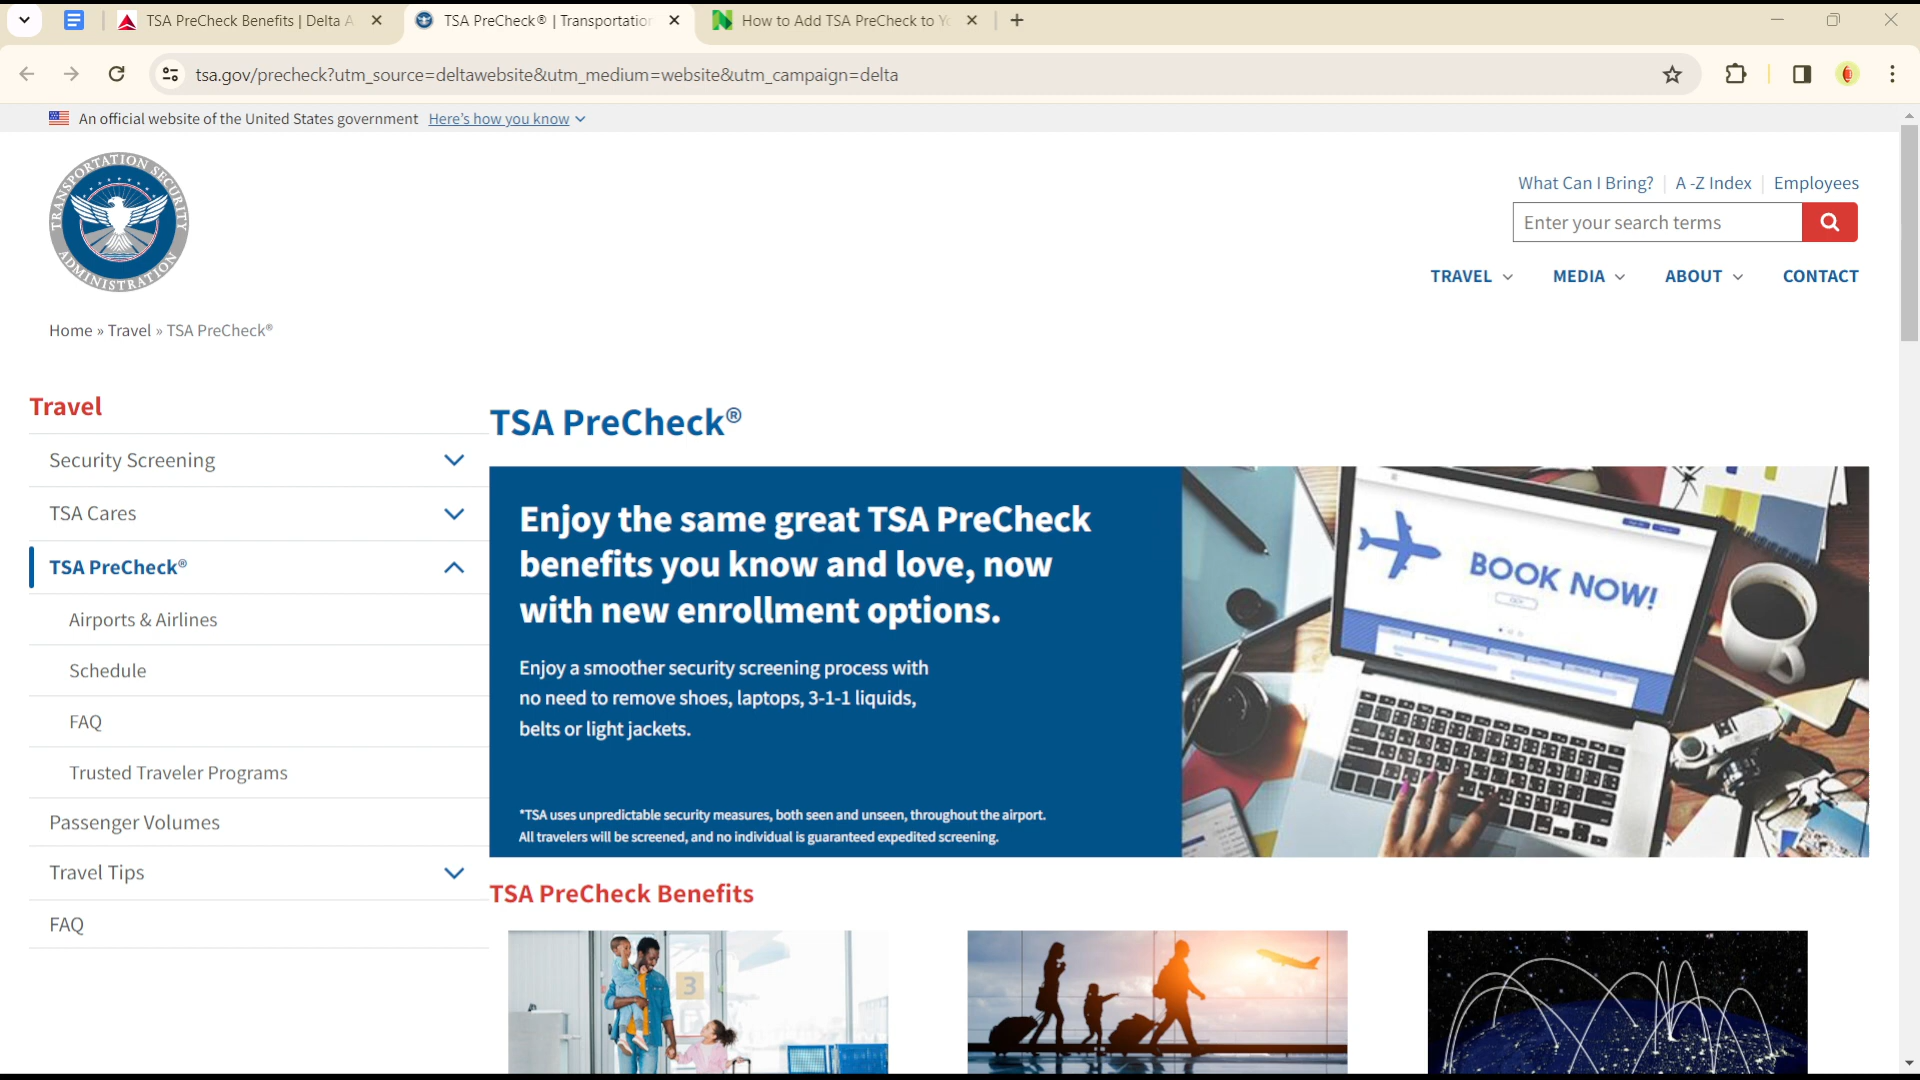 TSA PreCheck Benefits | Delta A
TSA PreCheck® | Transportation
How to Add TSA PreCheck to Yo
tsa.gov/precheck?utm_source=deltawebsite&utm_medium=website&utm_campaign=delta
An official website of the United States government Here's how you know
TRANSPORTATION SECURITY
ADMINISTRATION
What Can I Bring? A -Z Index Employees
Enter your search terms
TRAVEL MEDIA ABOUT CONTACT
Home » Travel » TSA PreCheck®
Travel
Security Screening
TSA Cares
TSA PreCheck®
Airports & Airlines
Schedule
FAQ
Trusted Traveler Programs
Passenger Volumes
Travel Tips
FAQ
TSA PreCheck®
Enjoy the same great TSA PreCheck
benefits you know and love, now
with new enrollment options.
Enjoy a smoother security screening process with
no need to remove shoes, laptops, 3-1-1 liquids,
belts or light jackets.
*TSA uses unpredictable security measures, both seen and unseen, throughout the airport.
All travelers will be screened, and no individual is guaranteed expedited screening.
BOOK NOW!
TSA PreCheck Benefits
3